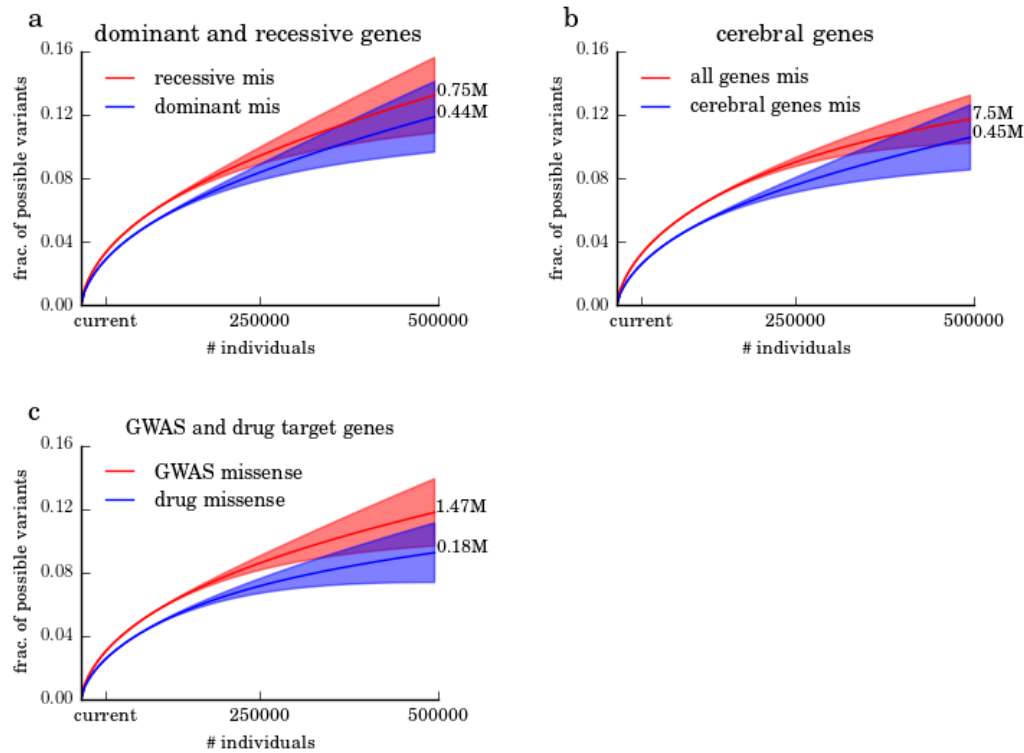 a
dominant and recessive genes
0.16
0.12
0.08
0.04
0.00
frac. of possible variants
recessive mis
dominant mis
0.75M
0.44M
current
250000
500000
# individuals
b
cerebral genes
0.16
0.12
0.08
0.04
0.00
frac. of possible variants
all genes mis
cerebral genes mis
7.5M
0.45M
current
250000
500000
# individuals
c
GWAS and drug target genes
0.16
0.12
0.08
0.04
0.00
frac. of possible variants
GWAS missense
drug missense
1.47M
0.18M
current
250000
500000
# individuals